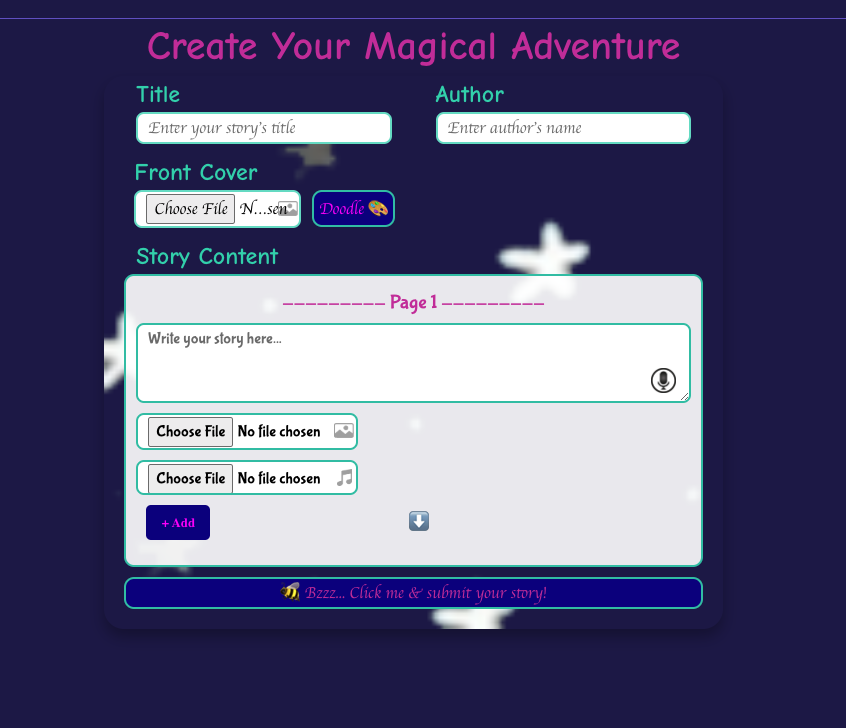 Create Your Magical Adventure
Title
Author
Enter your story's title
Enter author's name
Front Cover
Choose File N...sen
Doodle 🎨
Story Content
--------- Page 1 ---------
Write your story here...
Choose File No file chosen
Choose File No file chosen
+ Add
🐝 Bzzz... Click me & submit your story!